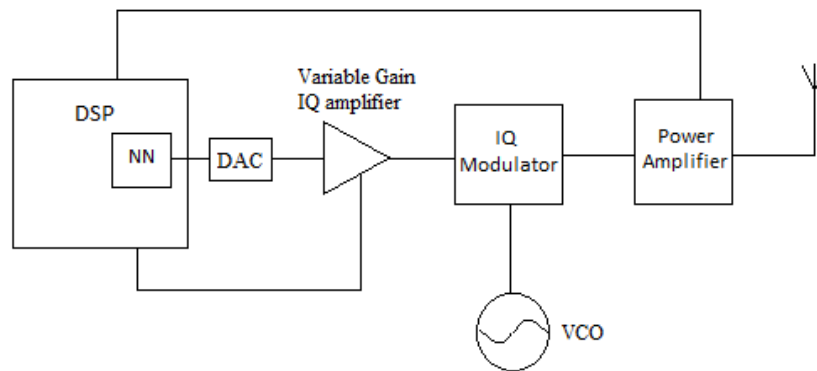 Variable Gain
IQ amplifier
DSP
NN
DAC
IQ
Modulator
Power
Amplifier
VCO